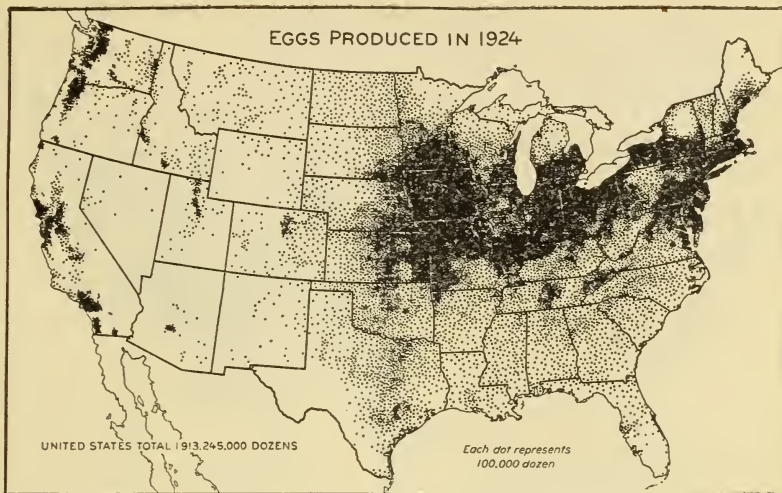 EGGS PRODUCED IN 1924
UNITED STATES TOTAL 1,913,245,000 DOZENS
Each dot represents
100,000 dozen